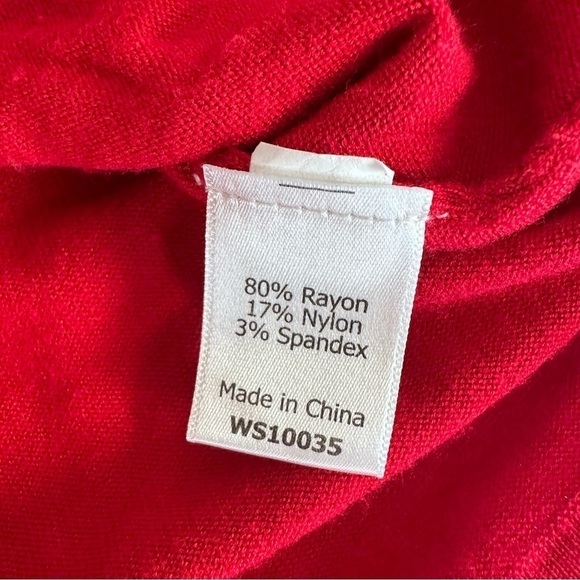 80% Rayon
17% Nylon
3% Spandex
Made in China
WS10035